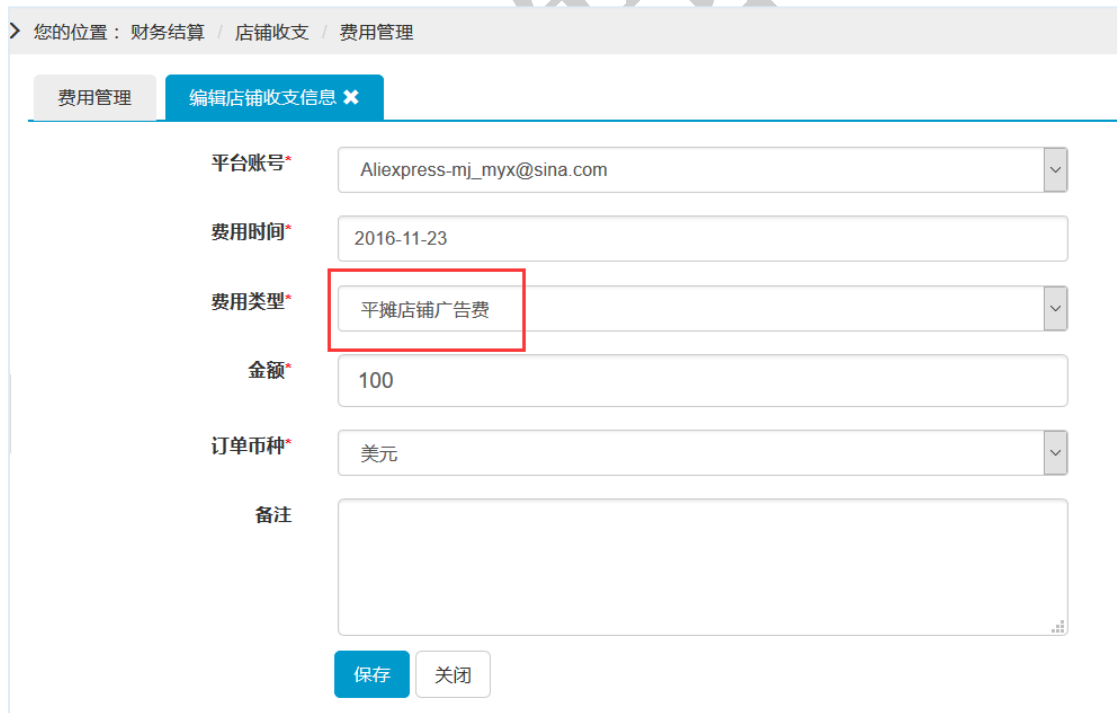 您的位置： 财务结算 / 店铺收支 / 费用管理
费用管理 编辑店铺收支信息 ✖
平台账号* Aliexpress-mj_myx@sina.com
费用时间* 2016-11-23
费用类型* 平摊店铺广告费
金额* 100
订单币种* 美元
备注
保存 关闭